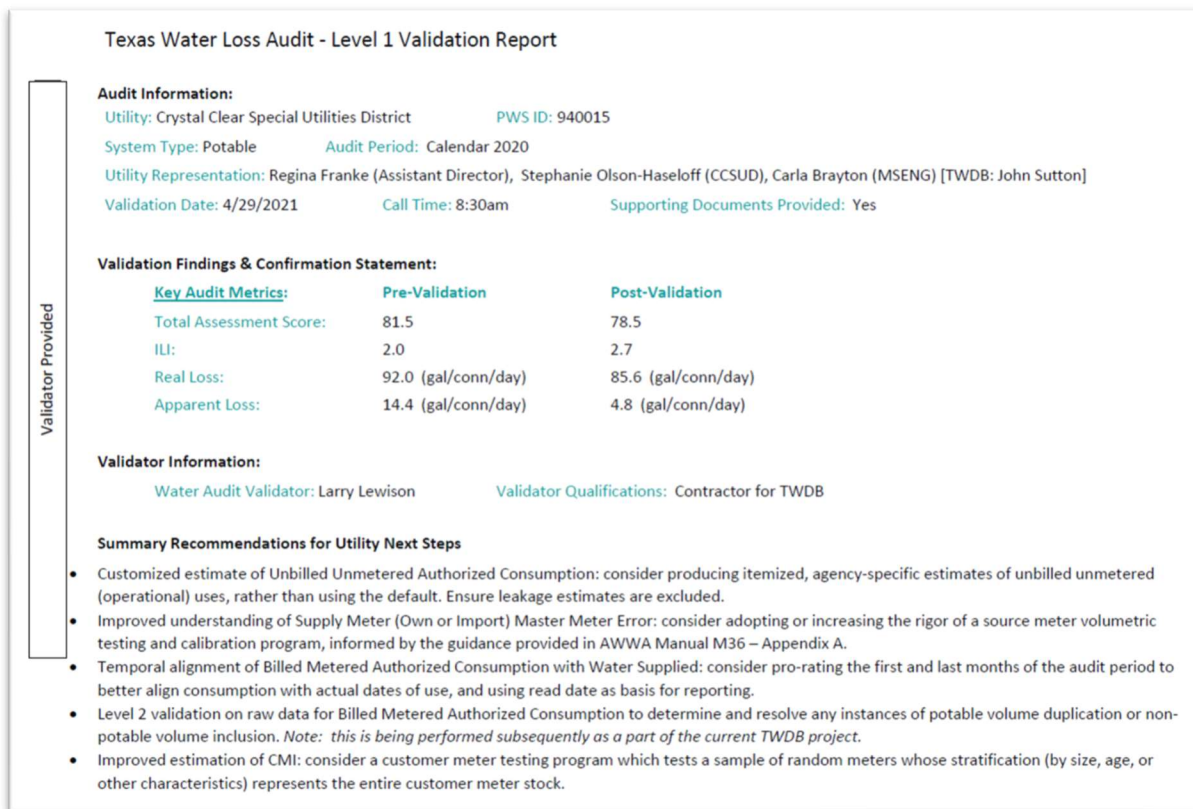 Texas Water Loss Audit - Level 1 Validation Report
Validator Provided
Audit Information:
Utility: Crystal Clear Special Utilities District PWS ID: 940015
System Type: Potable Audit Period: Calendar 2020
Utility Representation: Regina Franke (Assistant Director), Stephanie Olson-Haseloff (CCSUD), Carla Brayton (MSENG) [TWDB: John Sutton]
Validation Date: 4/29/2021 Call Time: 8:30am Supporting Documents Provided: Yes
Validation Findings & Confirmation Statement:
Key Audit Metrics: Pre-Validation Post-Validation
Total Assessment Score: 81.5 78.5
ILI: 2.0 2.7
Real Loss: 92.0 (gal/conn/day) 85.6 (gal/conn/day)
Apparent Loss: 14.4 (gal/conn/day) 4.8 (gal/conn/day)
Validator Information:
Water Audit Validator: Larry Lewison Validator Qualifications: Contractor for TWDB
Summary Recommendations for Utility Next Steps
• Customized estimate of Unbilled Unmetered Authorized Consumption: consider producing itemized, agency-specific estimates of unbilled unmetered
(operational) uses, rather than using the default. Ensure leakage estimates are excluded.
• Improved understanding of Supply Meter (Own or Import) Master Meter Error: consider adopting or increasing the rigor of a source meter volumetric
testing and calibration program, informed by the guidance provided in AWWA Manual M36 – Appendix A.
• Temporal alignment of Billed Metered Authorized Consumption with Water Supplied: consider pro-rating the first and last months of the audit period to
better align consumption with actual dates of use, and using read date as basis for reporting.
• Level 2 validation on raw data for Billed Metered Authorized Consumption to determine and resolve any instances of potable volume duplication or non-
potable volume inclusion. Note: this is being performed subsequently as a part of the current TWDB project.
• Improved estimation of CMI: consider a customer meter testing program which tests a sample of random meters whose stratification (by size, age, or
other characteristics) represents the entire customer meter stock.